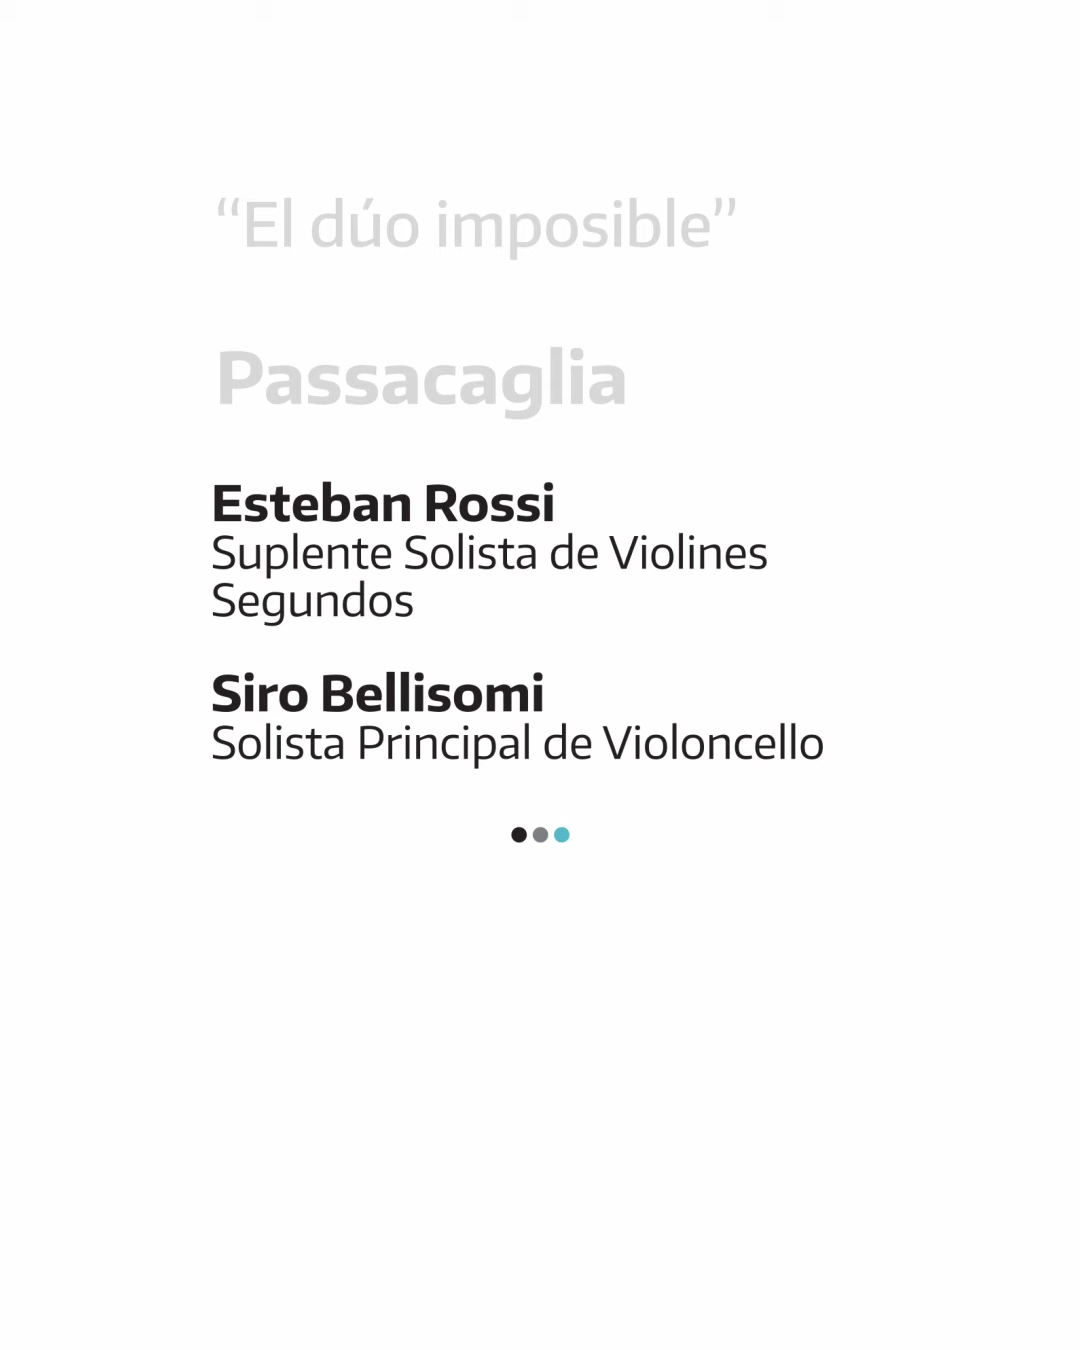 “El dúo imposible”
Passacaglia
Esteban Rossi
Suplente Solista de Violines
Segundos
Siro Bellisomi
Solista Principal de Violoncello